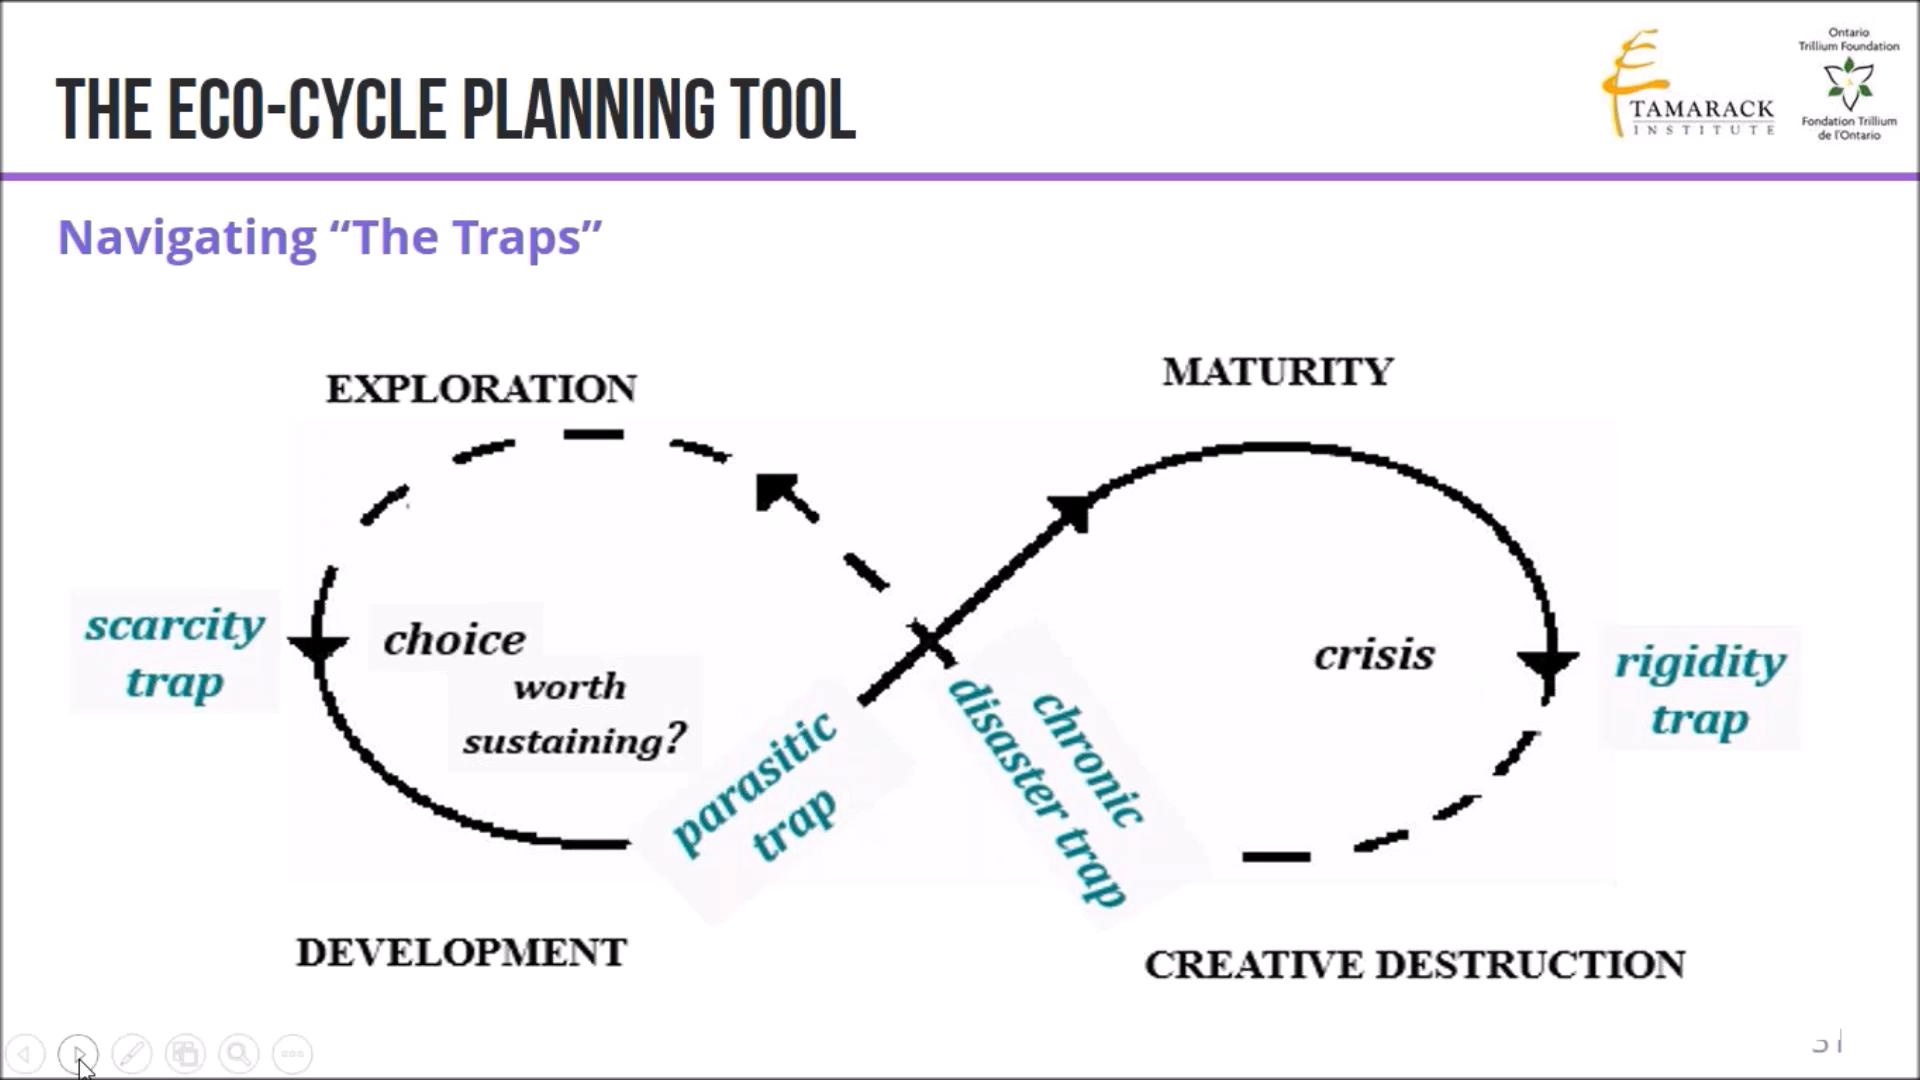 THE ECO-CYCLE PLANNING TOOL
TAMARACK
INSTITUTE
Ontario
Trillium Foundation
Fondation Trillium
de l'Ontario
Navigating “The Traps”
EXPLORATION
MATURITY
scarcity
trap
choice
worth
sustaining?
parasitic
trap
chronic
disaster trap
crisis
rigidity
trap
DEVELOPMENT
CREATIVE DESTRUCTION